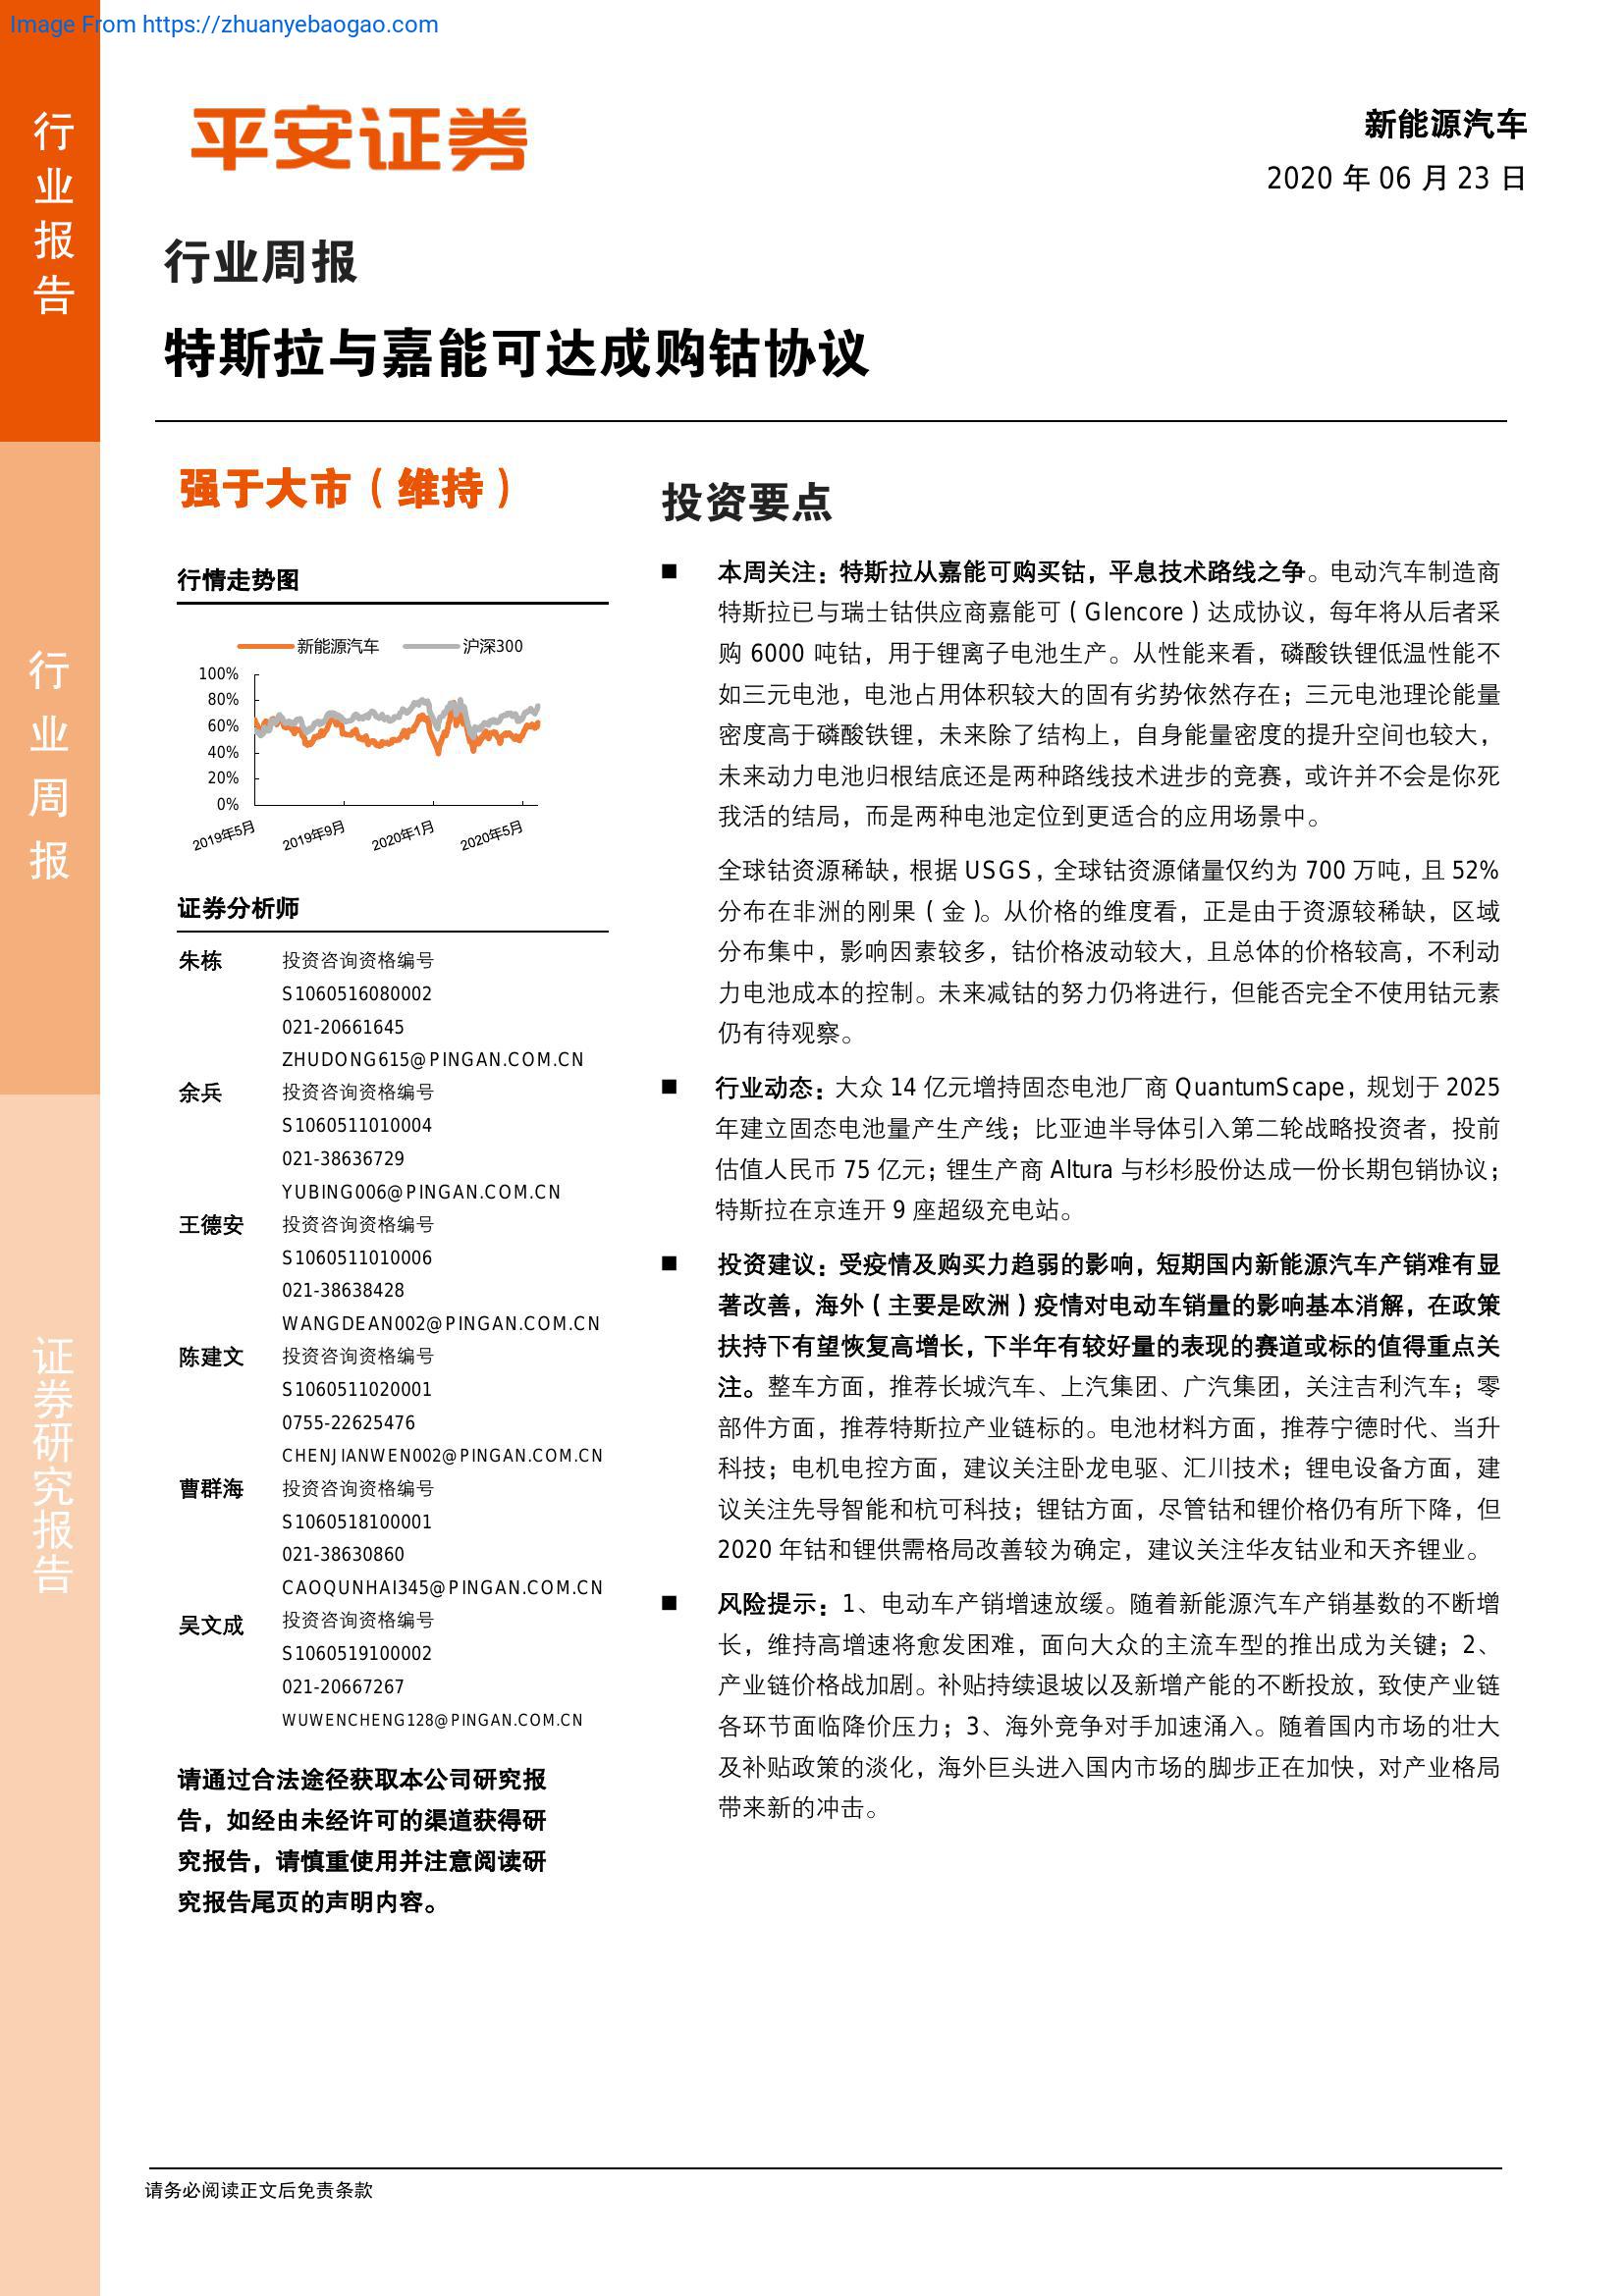 Image From https://zhuanyebaogao.com
行业报告
行业周报
证券研究报告
平安证券
新能源汽车
2020 年 06 月 23 日
行业周报
特斯拉与嘉能可达成购钴协议
强于大市（维持）
行情走势图
新能源汽车 沪深300
100%
80%
60%
40%
20%
0%
2019年5月 2019年9月 2020年1月 2020年5月
证券分析师
朱栋 投资咨询资格编号
S1060516080002
021-20661645
ZHUDONG615@PINGAN.COM.CN
余兵 投资咨询资格编号
S1060511010004
021-38636729
YUBING006@PINGAN.COM.CN
王德安 投资咨询资格编号
S1060511010006
021-38638428
WANGDEAN002@PINGAN.COM.CN
陈建文 投资咨询资格编号
S1060511020001
0755-22625476
CHENJIANWEN002@PINGAN.COM.CN
曹群海 投资咨询资格编号
S1060518100001
021-38630860
CAOQUNHAI345@PINGAN.COM.CN
吴文成 投资咨询资格编号
S1060519100002
021-20667267
WUWENCHENG128@PINGAN.COM.CN
请通过合法途径获取本公司研究报
告，如经由未经许可的渠道获得研
究报告，请慎重使用并注意阅读研
究报告尾页的声明内容。
投资要点
■ 本周关注：特斯拉从嘉能可购买钴，平息技术路线之争。电动汽车制造商
特斯拉已与瑞士钴供应商嘉能可（Glencore）达成协议，每年将从后者采
购 6000 吨钴，用于锂离子电池生产。从性能来看，磷酸铁锂低温性能不
如三元电池，电池占用体积较大的固有劣势依然存在；三元电池理论能量
密度高于磷酸铁锂，未来除了结构上，自身能量密度的提升空间也较大，
未来动力电池归根结底还是两种路线技术进步的竞赛，或许并不会是你死
我活的结局，而是两种电池定位到更适合的应用场景中。
全球钴资源稀缺，根据 USGS，全球钴资源储量仅约为 700 万吨，且 52%
分布在非洲的刚果（金）。从价格的维度看，正是由于资源较稀缺，区域
分布集中，影响因素较多，钴价格波动较大，且总体的价格较高，不利动
力电池成本的控制。未来减钴的努力仍将进行，但能否完全不使用钴元素
仍有待观察。
■ 行业动态：大众 14 亿元增持固态电池厂商 QuantumScape，规划于 2025
年建立固态电池量产生产线；比亚迪半导体引入第二轮战略投资者，投前
估值人民币 75 亿元；锂生产商 Altura 与杉杉股份达成一份长期包销协议；
特斯拉在京连开 9 座超级充电站。
■ 投资建议：受疫情及购买力趋弱的影响，短期国内新能源汽车产销难有显
著改善，海外（主要是欧洲）疫情对电动车销量的影响基本消解，在政策
扶持下有望恢复高增长，下半年有较好量的表现的赛道或标的值得重点关
注。整车方面，推荐长城汽车、上汽集团、广汽集团，关注吉利汽车；零
部件方面，推荐特斯拉产业链标的。电池材料方面，推荐宁德时代、当升
科技；电机电控方面，建议关注卧龙电驱、汇川技术；锂电设备方面，建
议关注先导智能和杭可科技；锂钴方面，尽管钴和锂价格仍有所下降，但
2020 年钴和锂供需格局改善较为确定，建议关注华友钴业和天齐锂业。
■ 风险提示：1、电动车产销增速放缓。随着新能源汽车产销基数的不断增
长，维持高增速将愈发困难，面向大众的主流车型的推出成为关键；2、
产业链价格战加剧。补贴持续退坡以及新增产能的不断投放，致使产业链
各环节面临降价压力；3、海外竞争对手加速涌入。随着国内市场的壮大
及补贴政策的淡化，海外巨头进入国内市场的脚步正在加快，对产业格局
带来新的冲击。
请务必阅读正文后免责条款